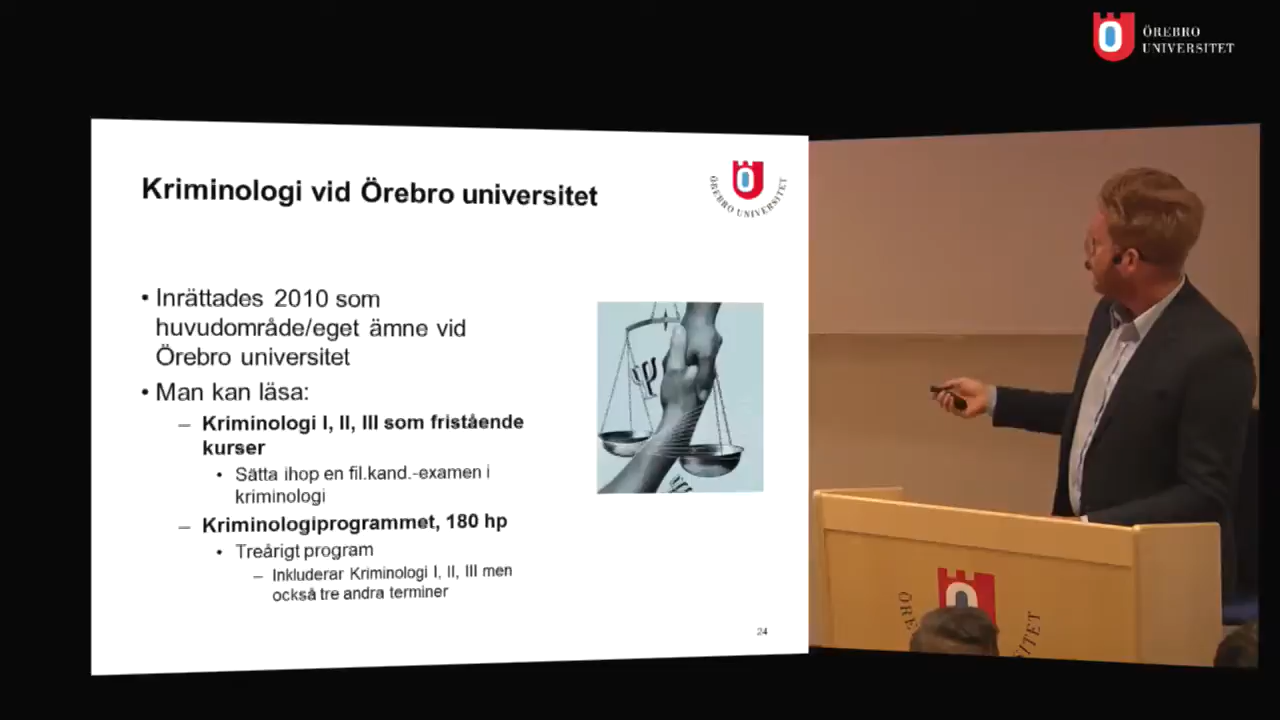 ÖREBRO
UNIVERSITET
Kriminologi vid Örebro universitet
ÖREBRO UNIVERSITET
• Inrättades 2010 som
huvudområde/eget ämne vid
Örebro universitet
• Man kan läsa:
– Kriminologi I, II, III som fristående
kurser
• Sätta ihop en fil.kand.-examen i
kriminologi
– Kriminologiprogrammet, 180 hp
• Treårigt program
– Inkluderar Kriminologi I, II, III men
också tre andra terminer
24